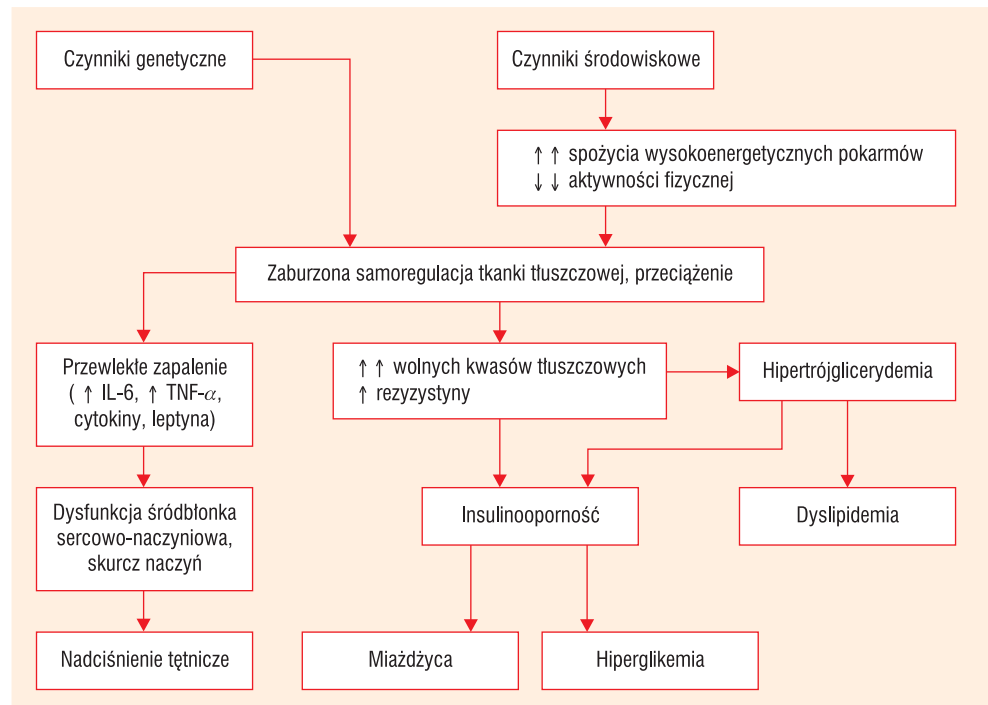 Czynniki genetyczne
Czynniki środowiskowe
↑ ↑ spożycia wysokoenergetycznych pokarmów
↓ ↓ aktywności fizycznej
Zaburzona samoregulacja tkanki tłuszczowej, przeciążenie
Przewlekłe zapalenie
( ↑ IL-6, ↑ TNF-α,
cytokiny, leptyna)
↑ ↑ wolnych kwasów tłuszczowych
↑ rezyzystyny
Hipertrójglicerydemia
Dysfunkcja śródbłonka
sercowo-naczyniowa,
skurcz naczyń
Insulinooporność
Dyslipidemia
Nadciśnienie tętnicze
Miażdżyca
Hiperglikemia